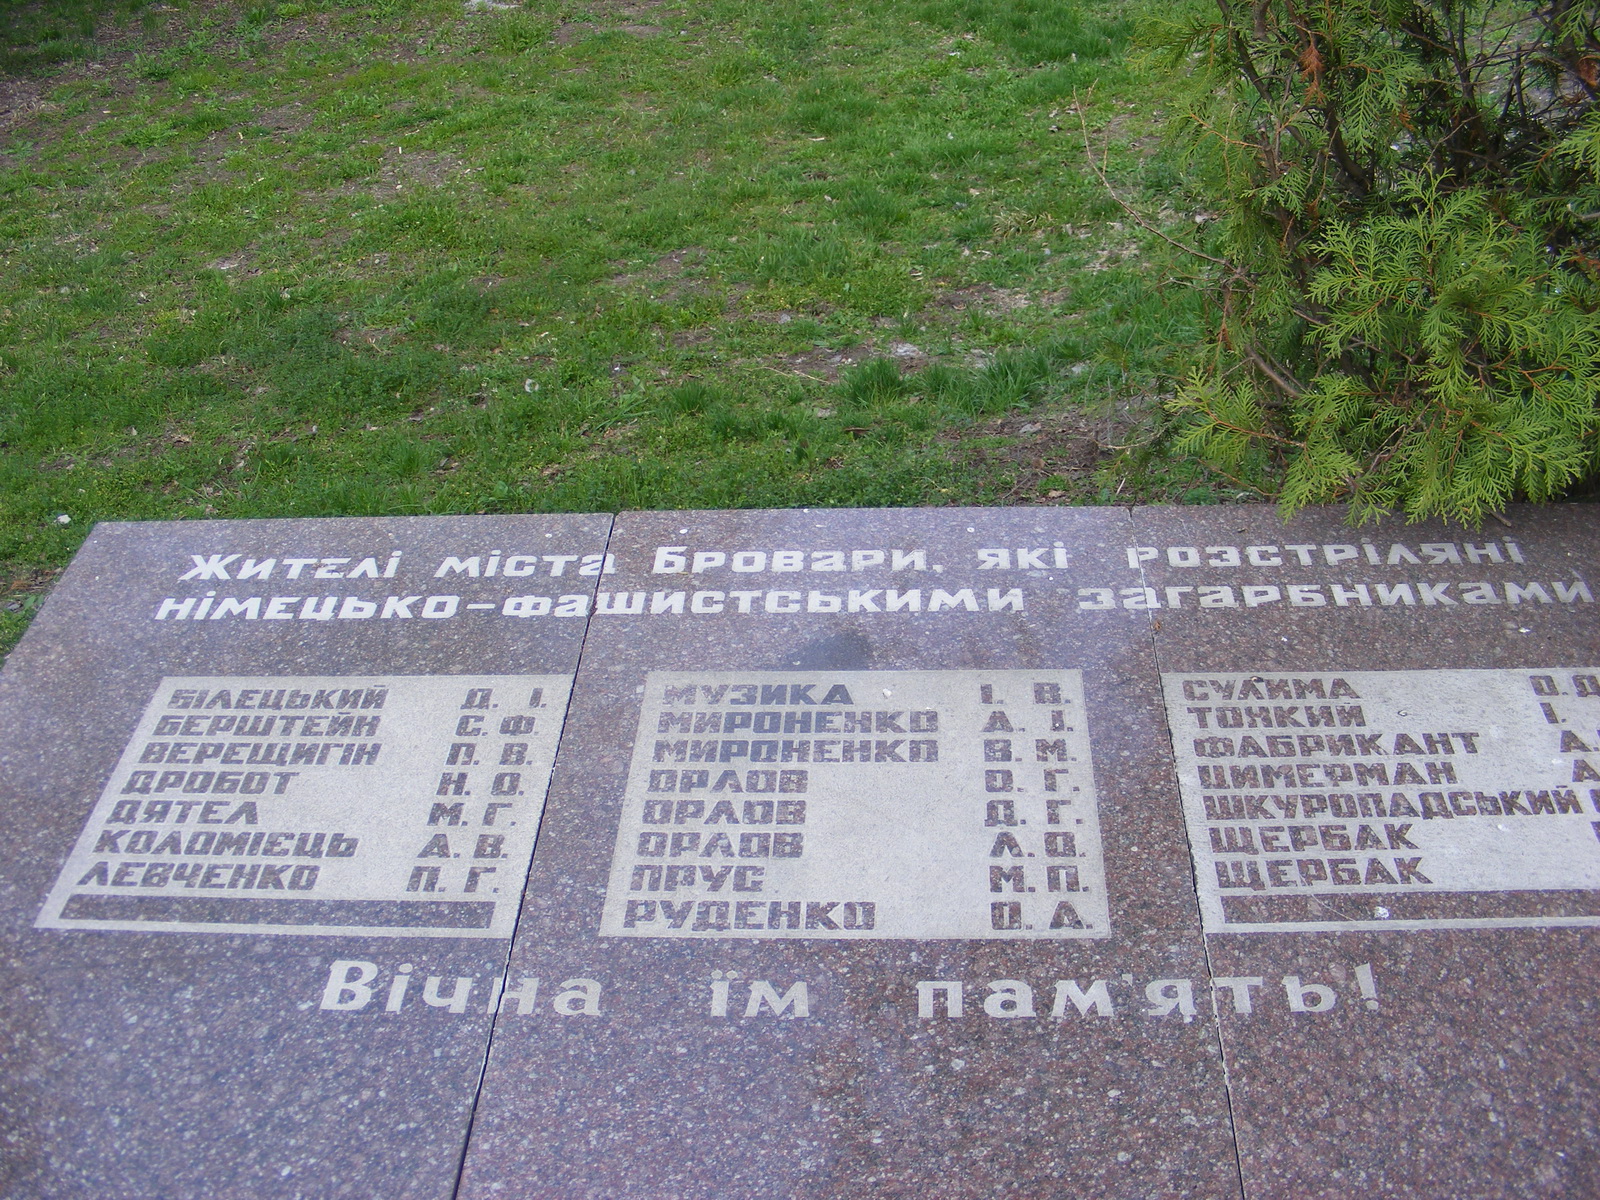 Жителі міста Бровари, які розстріляні
німецько-фашистськими загарбниками
БІЛЕЦЬКИЙ Д. І.
БЕРШТЕЙН С. Ф.
ВЕРЕЩИГІН П. В.
ДРОБОТ Н. О.
ДЯТЕЛ М. Г.
КОЛОМІЄЦЬ А. В.
ЛЕВЧЕНКО П. Г.
МУЗИКА І. В.
МИРОНЕНКО А. І.
МИРОНЕНКО В. М.
ОРЛОВ О. Г.
ОРЛОВ Д. Г.
ОРЛОВ Л. О.
ПРУС М. П.
РУДЕНКО О. А.
СУЛИМА О. Д
ТОНКИЙ І.
ФАБРИКАНТ А.
ЦИМЕРМАН А
ШКУРОПАДСЬКИЙ
ЩЕРБАК
ЩЕРБАК
Вічна їм пам'ять!